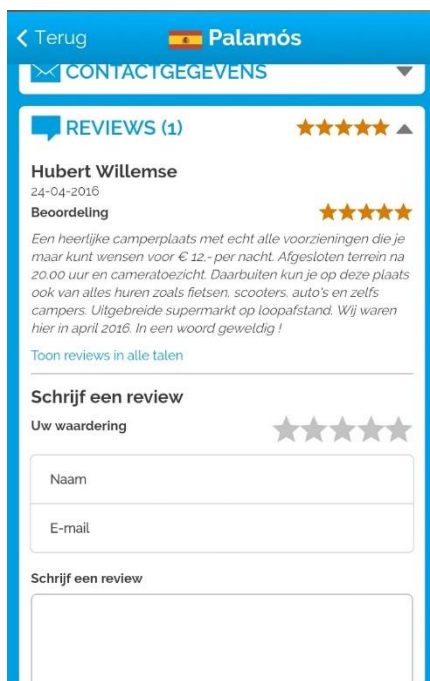 Terug
Palamós
CONTACTGEGEVENS
REVIEWS (1)
Hubert Willemse
24-04-2016
Beoordeling
Een heerlijke camperplaats met echt alle voorzieningen die je
maar kunt wensen voor € 12,- per nacht. Afgesloten terrein na
20.00 uur en cameratoezicht. Daarbuiten kun je op deze plaats
ook van alles huren zoals fietsen, scooters, auto's en zelfs
campers. Uitgebreide supermarkt op loopafstand. Wij waren
hier in april 2016. In een woord geweldig !
Toon reviews in alle talen
Schrijf een review
Uw waardering
Naam
E-mail
Schrijf een review